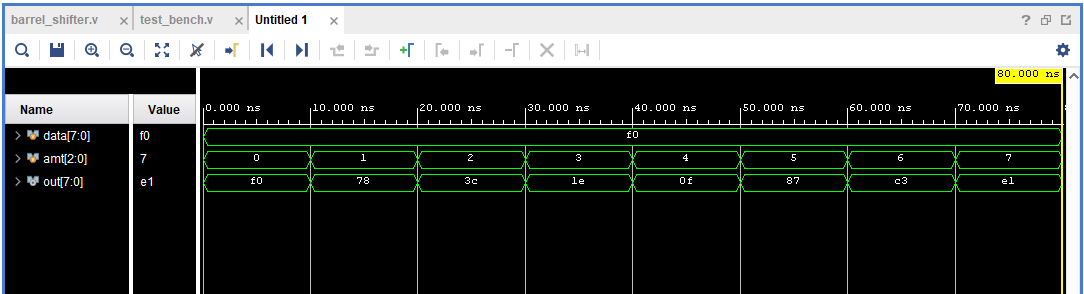 barrel_shifter.v × test_bench.v × Untitled 1 × ?
80.000 ns
Name Value 0.000 ns 10.000 ns 20.000 ns 30.000 ns 40.000 ns 50.000 ns 60.000 ns 70.000 ns
data[7:0] f0 f0
amt[2:0] 7 0 1 2 3 4 5 6 7
out[7:0] e1 f0 78 3c 1e 0f 87 c3 e1